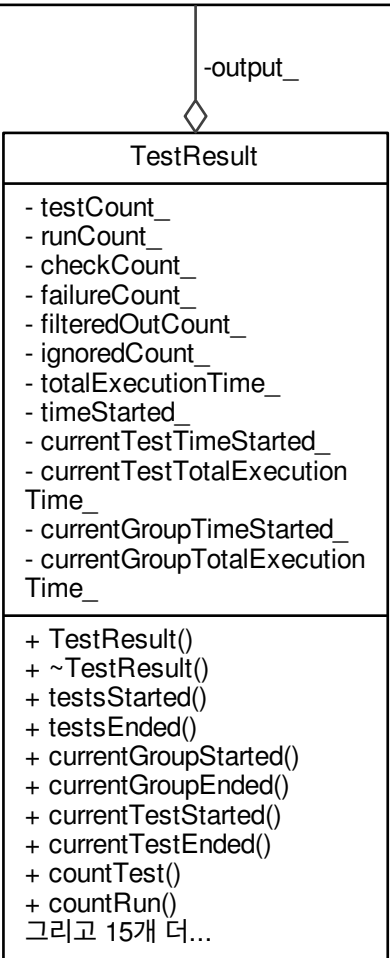 -output_
TestResult
- testCount_
- runCount_
- checkCount_
- failureCount_
- filteredOutCount_
- ignoredCount_
- totalExecutionTime_
- timeStarted_
- currentTestTimeStarted_
- currentTestTotalExecution
Time_
- currentGroupTimeStarted_
- currentGroupTotalExecution
Time_
+ TestResult()
+ ~TestResult()
+ testsStarted()
+ testsEnded()
+ currentGroupStarted()
+ currentGroupEnded()
+ currentTestStarted()
+ currentTestEnded()
+ countTest()
+ countRun()
그리고 15개 더...